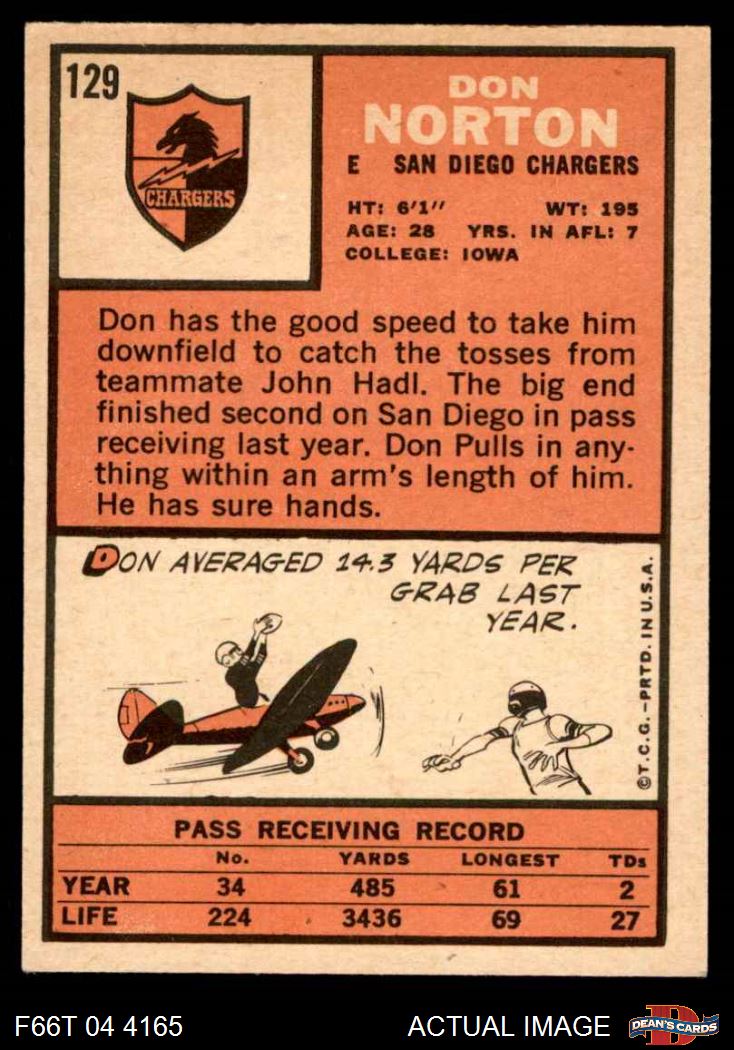 129
CHARGERS
DON
NORTON
E SAN DIEGO CHARGERS
HT: 6'1" WT: 195
AGE: 28 YRS. IN AFL: 7
COLLEGE: IOWA
Don has the good speed to take him
downfield to catch the tosses from
teammate John Hadl. The big end
finished second on San Diego in pass
receiving last year. Don Pulls in any-
thing within an arm's length of him.
He has sure hands.
DON AVERAGED 14.3 YARDS PER
GRAB LAST
YEAR.
©T.C.G.–PRTD. IN U.S.A.
PASS RECEIVING RECORD
No. YARDS LONGEST TDs
YEAR 34 485 61 2
LIFE 224 3436 69 27
F66T 04 4165 ACTUAL IMAGE D DEAN'S CARDS